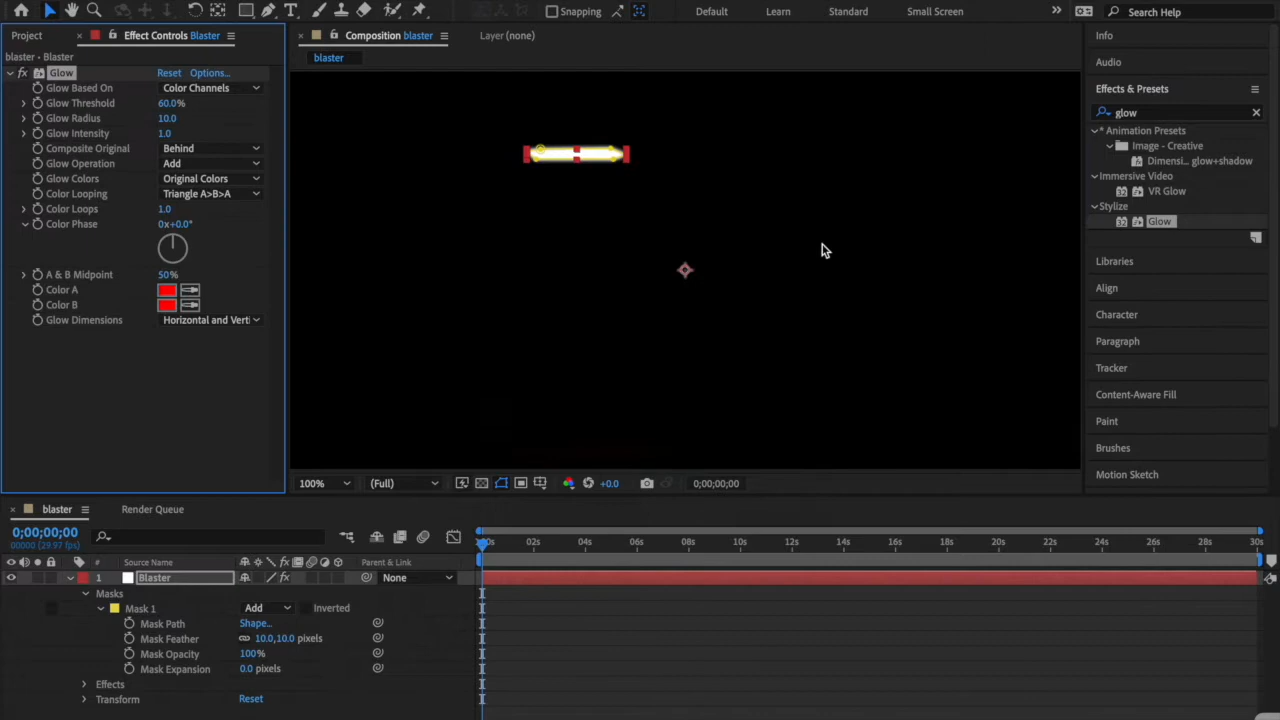 Snapping
Default
Learn
Standard
Small Screen
Search Help
Project
Effect Controls Blaster
Composition blaster
Layer (none)
Info
blaster • Blaster
blaster
Audio
fx Glow Reset Options...
Glow Based On Color Channels
Glow Threshold 60.0%
Glow Radius 10.0
Glow Intensity 1.0
Composite Original Behind
Glow Operation Add
Glow Colors Original Colors
Color Looping Triangle A>B>A
Color Loops 1.0
Color Phase 0x+0.0°
A & B Midpoint 50%
Color A
Color B
Glow Dimensions Horizontal and Verti
Effects & Presets
glow
* Animation Presets
Image - Creative
Dimensi... glow+shadow
Immersive Video
32 VR Glow
Stylize
32 Glow
Libraries
Align
Character
Paragraph
Tracker
Content-Aware Fill
Paint
Brushes
Motion Sketch
100% (Full) +0.0 0;00;00;00
blaster
Render Queue
0;00;00;00
00000 (29.97 fps)
02s 04s 06s 08s 10s 12s 14s 16s 18s 20s 22s 24s 26s 28s 30s
# Source Name fx Parent & Link
1 Blaster fx None
Masks
Mask 1 Add Inverted
Mask Path Shape...
Mask Feather 10.0,10.0 pixels
Mask Opacity 100%
Mask Expansion 0.0 pixels
Effects
Transform Reset